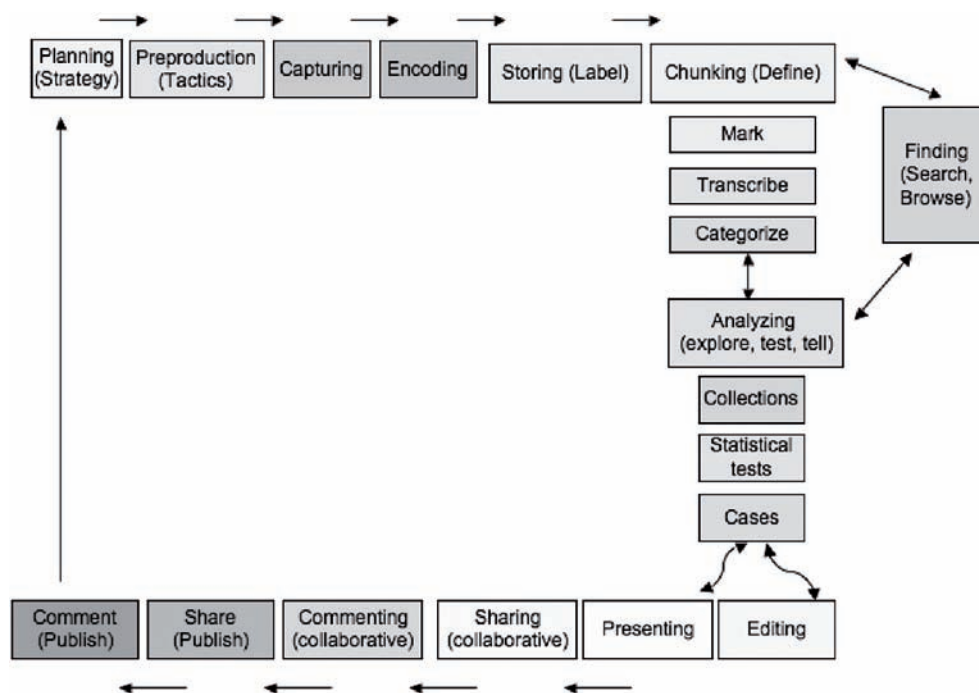 Planning
(Strategy)
Preproduction
(Tactics)
Capturing
Encoding
Storing (Label)
Chunking (Define)
Mark
Transcribe
Categorize
Finding
(Search,
Browse)
Analyzing
(explore, test, tell)
Collections
Statistical
tests
Cases
Comment
(Publish)
Share
(Publish)
Commenting
(collaborative)
Sharing
(collaborative)
Presenting
Editing